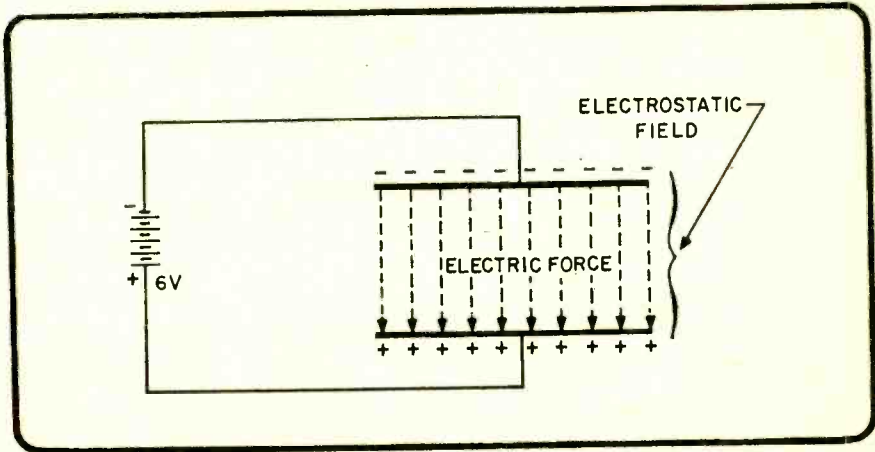 ELECTROSTATIC
FIELD
- - - - - - - - - -
-
+ 6V
ELECTRIC FORCE
+ + + + + + + + + +